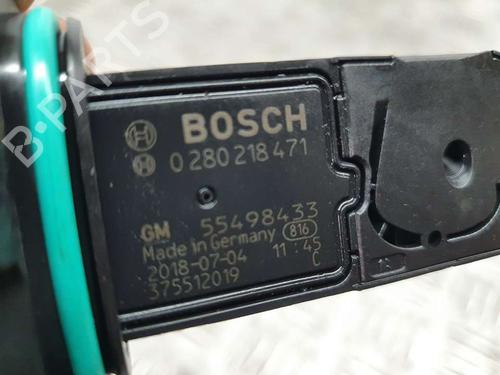 B-PARTS
BOSCH
0 280 218 471
GM 55498433
Made in Germany 816
2018-07-04 11:45
375512019 C